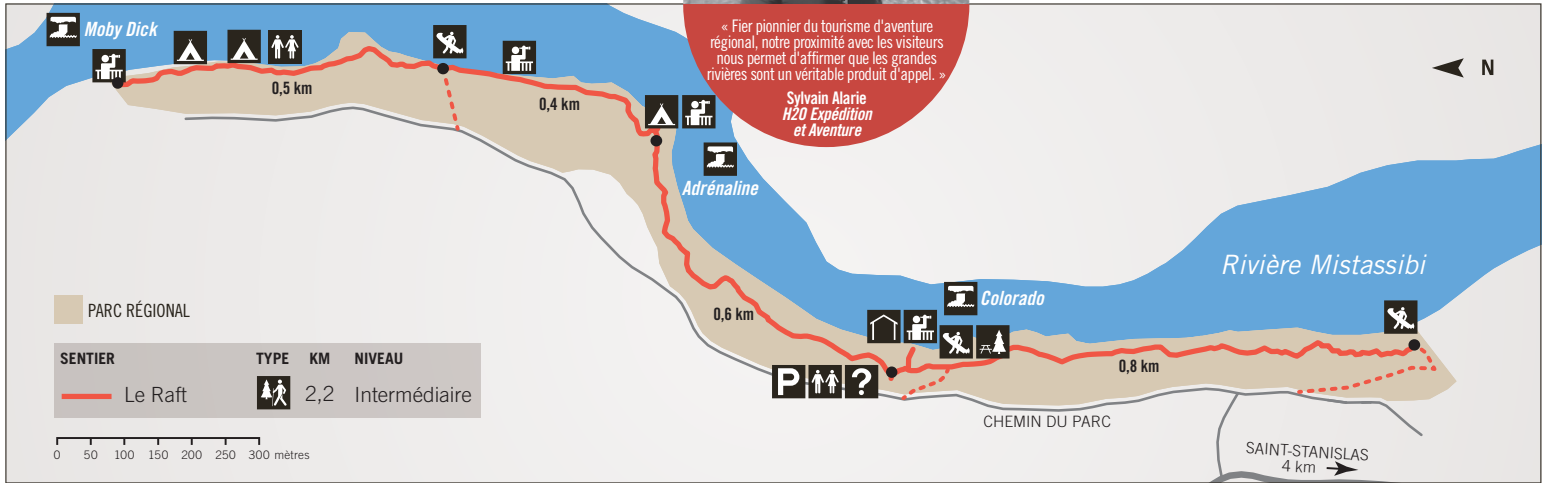 Moby Dick
« Fier pionnier du tourisme d'aventure
régional, notre proximité avec les visiteurs
nous permet d'affirmer que les grandes
rivières sont un véritable produit d'appel. »
Sylvain Alarie
H2O Expédition
et Aventure
N
0,5 km
0,4 km
Adrénaline
Rivière Mistassibi
Colorado
0,6 km
P
?
0,8 km
CHEMIN DU PARC
SAINT-STANISLAS
4 km
PARC RÉGIONAL
SENTIER TYPE KM NIVEAU
Le Raft 2,2 Intermédiaire
0 50 100 150 200 250 300 mètres